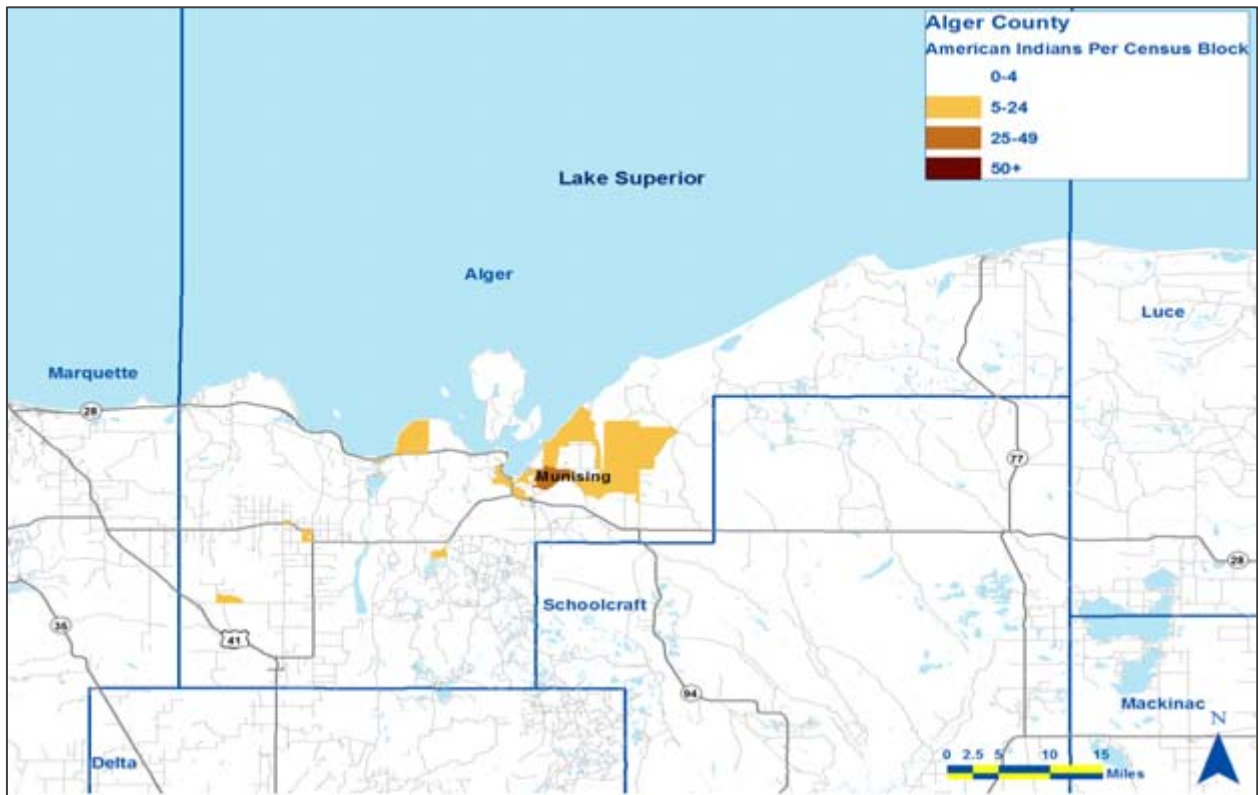 Alger County
American Indians Per Census Block
0-4
5-24
25-49
50+
Lake Superior
Alger
Luce
Marquette
28
Munising
77
28
Schoolcraft
35
41
94
Mackinac
N
Delta
0 2.5 5 10 15
Miles